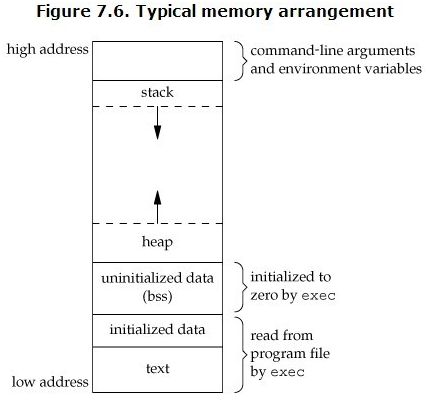 Figure 7.6. Typical memory arrangement
high address
command-line arguments
and environment variables
stack
heap
uninitialized data
(bss)
initialized to
zero by exec
initialized data
read from
program file
by exec
text
low address